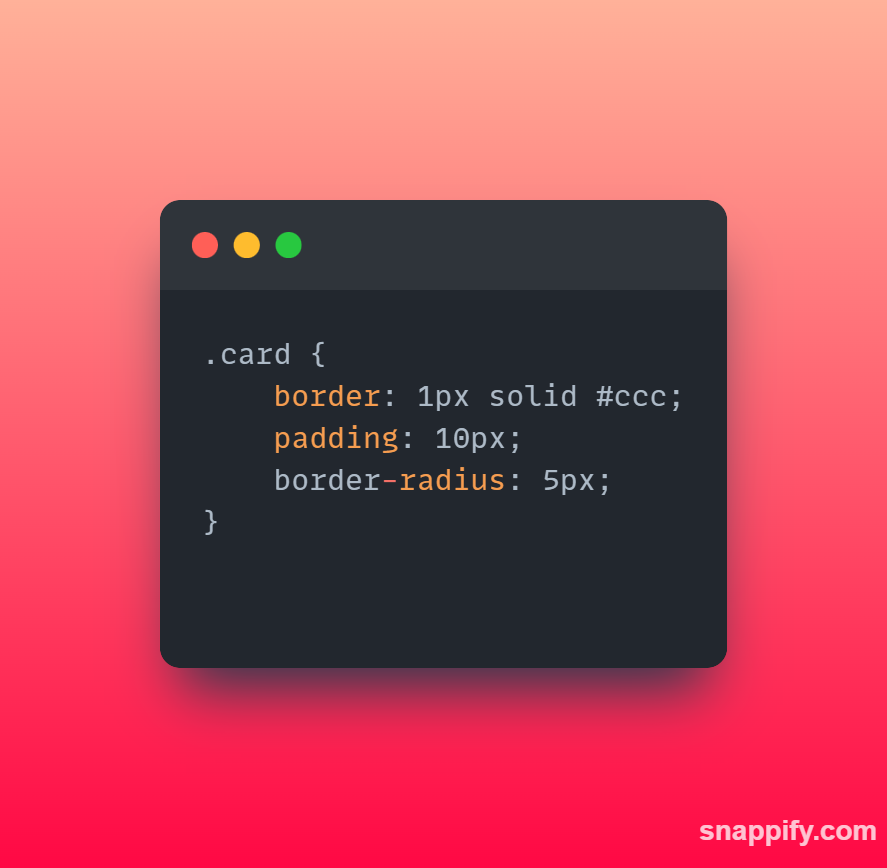 .card {
    border: 1px solid #ccc;
    padding: 10px;
    border-radius: 5px;
}
snappify.com